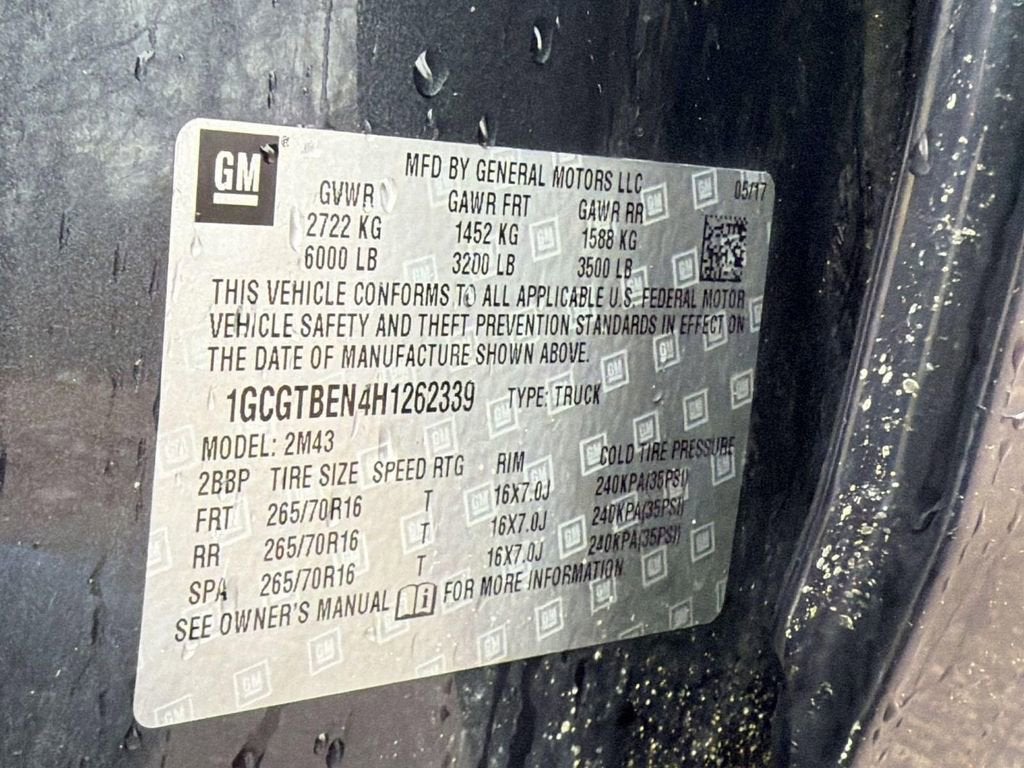 GM
MFD BY GENERAL MOTORS LLC 05/17
GVWR GAWR FRT GAWR RR
2722 KG 1452 KG 1588 KG
6000 LB 3200 LB 3500 LB
THIS VEHICLE CONFORMS TO ALL APPLICABLE U.S. FEDERAL MOTOR
VEHICLE SAFETY AND THEFT PREVENTION STANDARDS IN EFFECT ON
THE DATE OF MANUFACTURE SHOWN ABOVE.
1GCGTBEN4H1262339 TYPE: TRUCK
MODEL: 2M43
2BBP TIRE SIZE SPEED RTG RIM COLD TIRE PRESSURE
FRT 265/70R16 T 16X7.0J 240KPA(35PSI)
RR 265/70R16 T 16X7.0J 240KPA(35PSI)
SPA 265/70R16 T 16X7.0J 240KPA(35PSI)
SEE OWNER'S MANUAL i FOR MORE INFORMATION